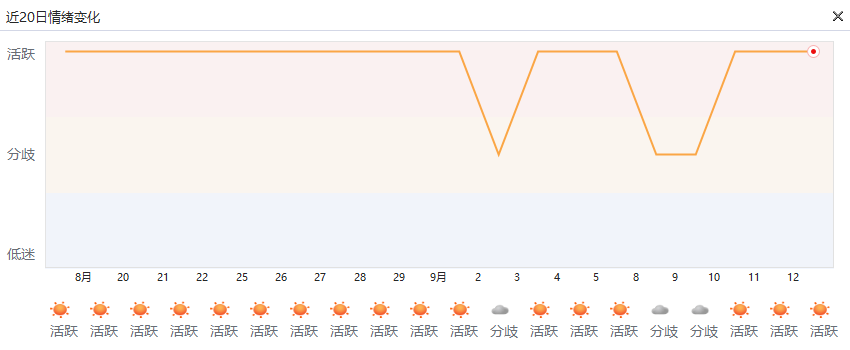 近20日情绪变化
活跃
分歧
低迷
8月 20 21 22 25 26 27 28 29 9月 2 3 4 5 8 9 10 11 12
活跃 活跃 活跃 活跃 活跃 活跃 活跃 活跃 活跃 活跃 活跃 分歧 活跃 活跃 活跃 分歧 分歧 活跃 活跃 活跃